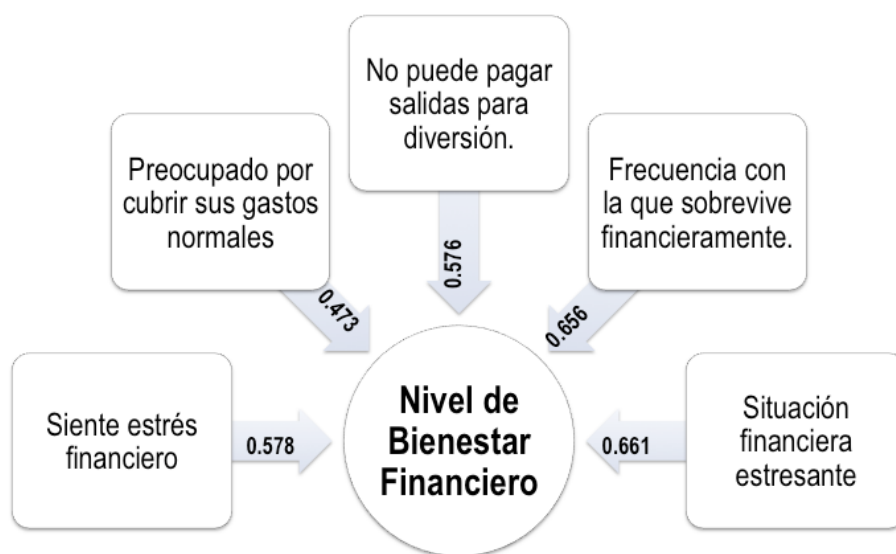 No puede pagar
salidas para
diversión.
Preocupado por
cubrir sus gastos
normales
Frecuencia con
la que sobrevive
financieramente.
0.576
0.473
0.656
Siente estrés
financiero
0.578
Nivel de
Bienestar
Financiero
0.661
Situación
financiera
estresante